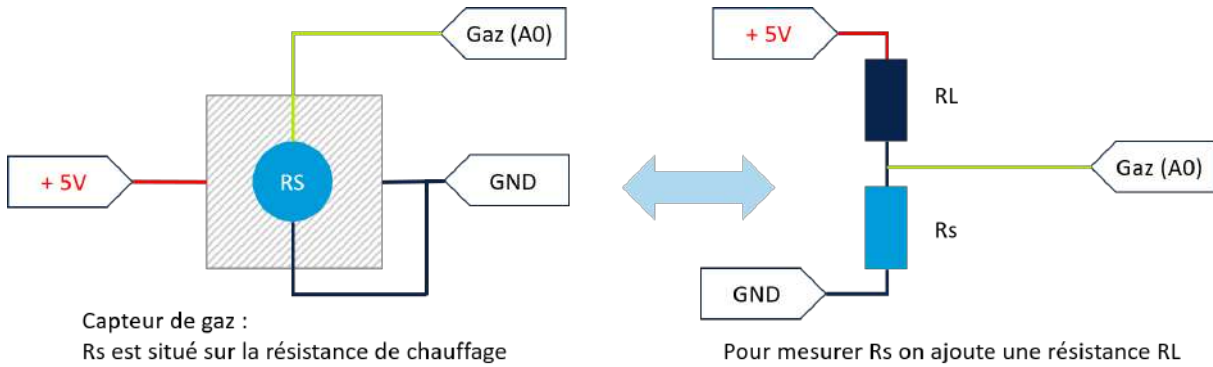 Gaz (A0)
+ 5V
RS
GND
Capteur de gaz :
Rs est situé sur la résistance de chauffage
+ 5V
RL
Gaz (A0)
Rs
GND
Pour mesurer Rs on ajoute une résistance RL